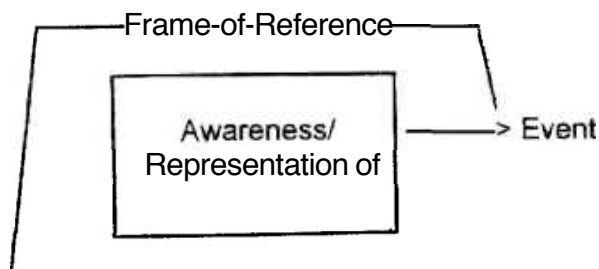 Frame-of-Reference
Awareness/
Representation of
> Event